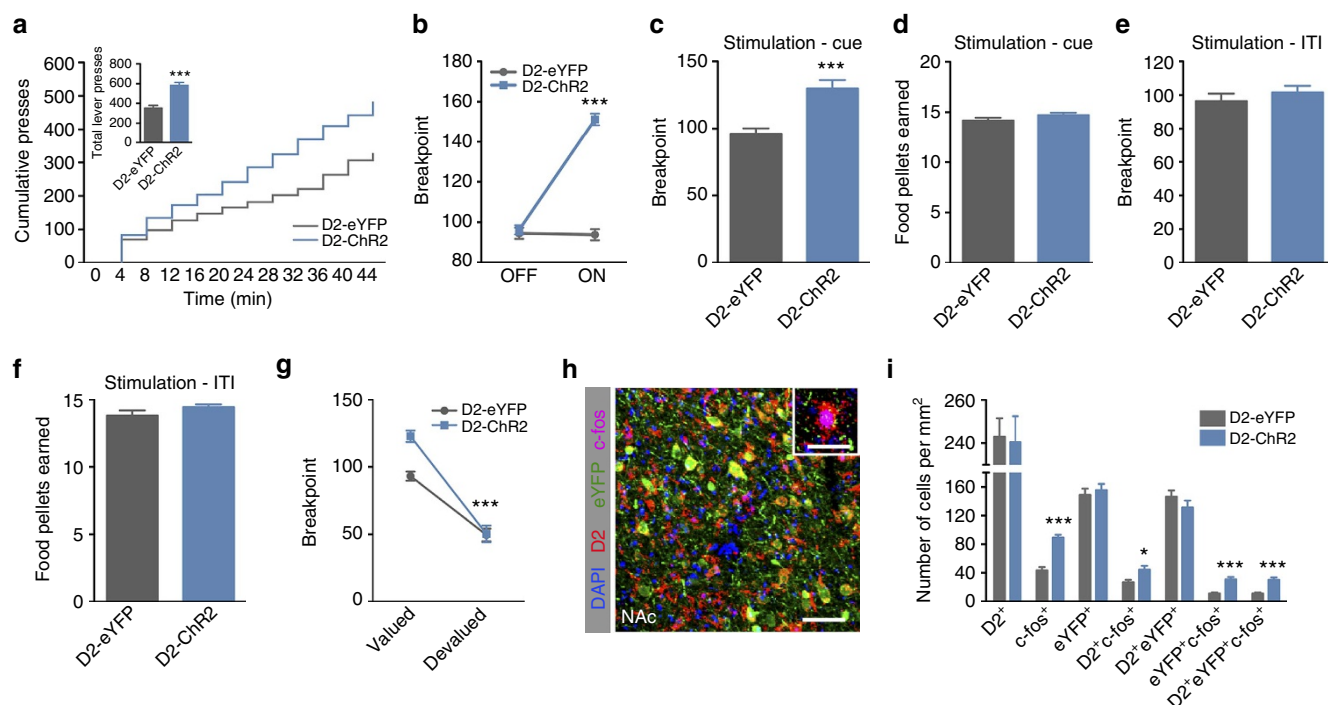 a
Cumulative presses
500
400
300
200
100
0
0 4 8 12 16 20 24 28 32 36 40 44
Time (min)
Total lever presses
800
600
400
200
0
***
D2-eYFP
D2-ChR2
D2-eYFP
D2-ChR2
b
Breakpoint
180
160
140
120
100
80
D2-eYFP
D2-ChR2
***
OFF ON
c
Stimulation - cue
Breakpoint
150
100
50
0
***
D2-eYFP
D2-ChR2
d
Stimulation - cue
Food pellets earned
20
15
10
5
0
D2-eYFP
D2-ChR2
e
Stimulation - ITI
Breakpoint
120
100
80
60
40
20
0
D2-eYFP
D2-ChR2
f
Stimulation - ITI
Food pellets earned
15
10
5
0
D2-eYFP
D2-ChR2
g
Breakpoint
150
100
50
0
D2-eYFP
D2-ChR2
***
Valued
Devalued
h
DAPI D2 eYFP c-fos
NAc
i
Number of cells per mm²
260
240
160
120
80
40
0
D2-eYFP
D2-ChR2
***
*
***
***
D2⁺
c-fos⁺
eYFP⁺
D2⁺c-fos⁺
D2⁺eYFP⁺
eYFP⁺c-fos⁺
D2⁺eYFP⁺c-fos⁺